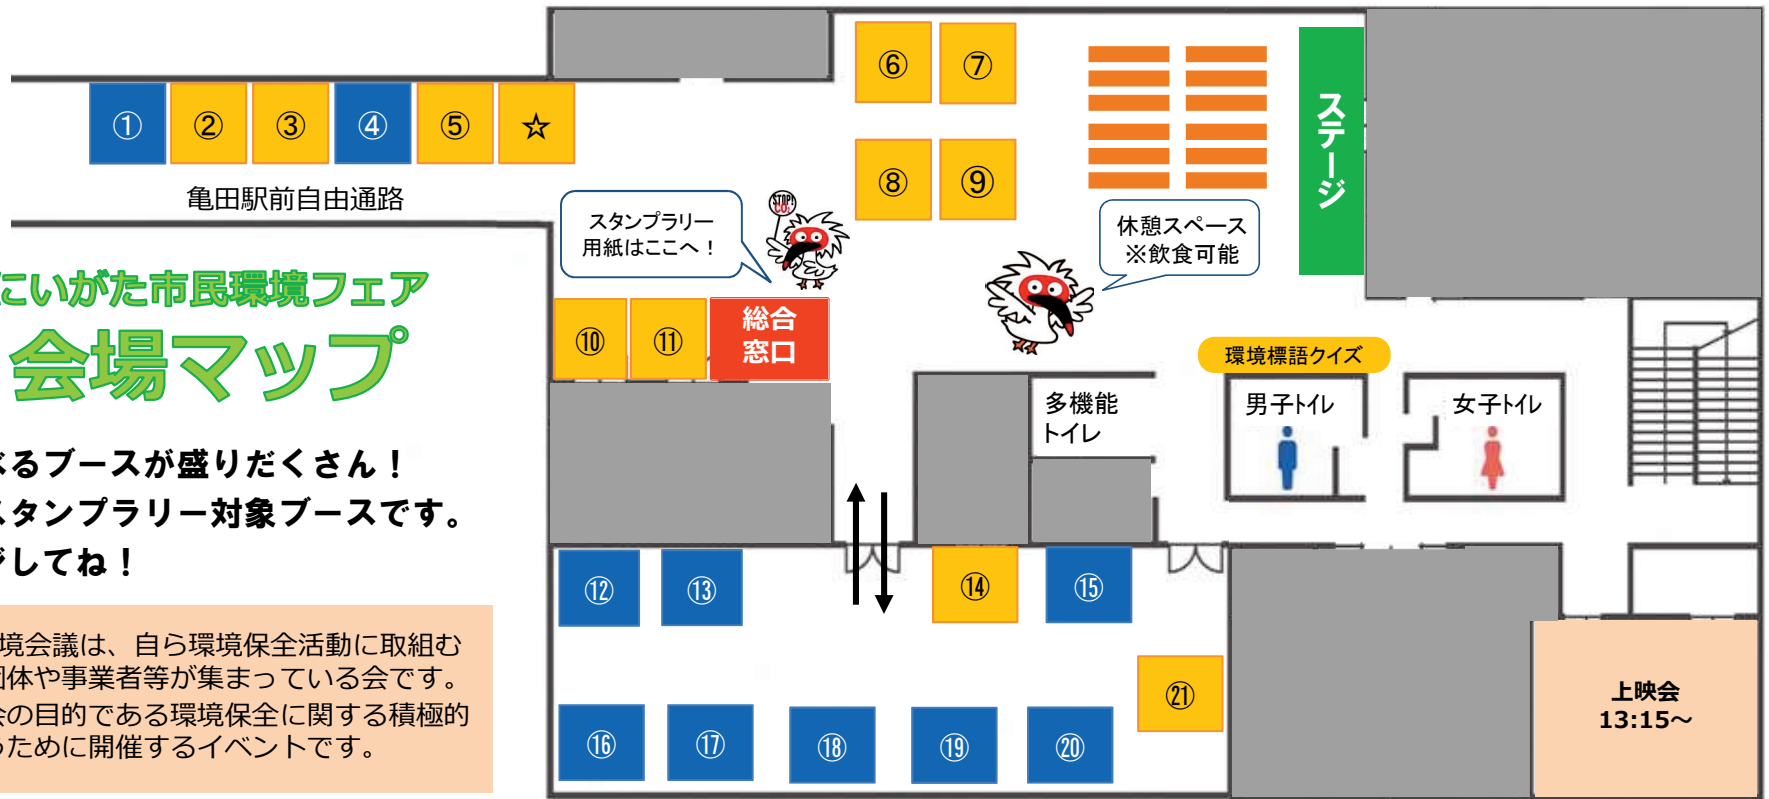 ① ② ③ ④ ⑤ ☆
亀田駅前自由通路
⑥ ⑦
⑧ ⑨
ステージ
スタンプラリー
用紙はここへ！
STOP!
CO₂
休憩スペース
※飲食可能
にいがた市民環境フェア
会場マップ
⑩ ⑪
総合
窓口
環境標語クイズ
多機能
トイレ
男子トイレ
女子トイレ
べるブースが盛りだくさん！
スタンプラリー対象ブースです。
ジしてね！
境会議は、自ら環境保全活動に取組む
団体や事業者等が集まっている会です。
会の目的である環境保全に関する積極的
うために開催するイベントです。
⑫ ⑬ ⑭ ⑮
㉑
⑯ ⑰ ⑱ ⑲ ⑳
上映会
13:15～